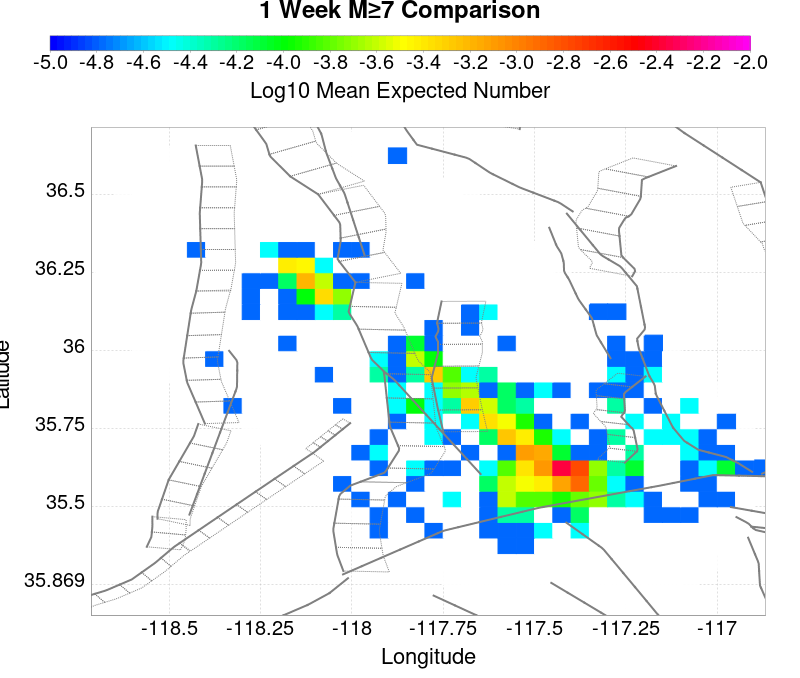 1 Week M≥7 Comparison
-5.0 -4.8 -4.6 -4.4 -4.2 -4.0 -3.8 -3.6 -3.4 -3.2 -3.0 -2.8 -2.6 -2.4 -2.2 -2.0
Log10 Mean Expected Number
36.5
36.25
36
Latitude
35.75
35.5
35.869
-118.5 -118.25 -118 -117.75 -117.5 -117.25 -117
Longitude